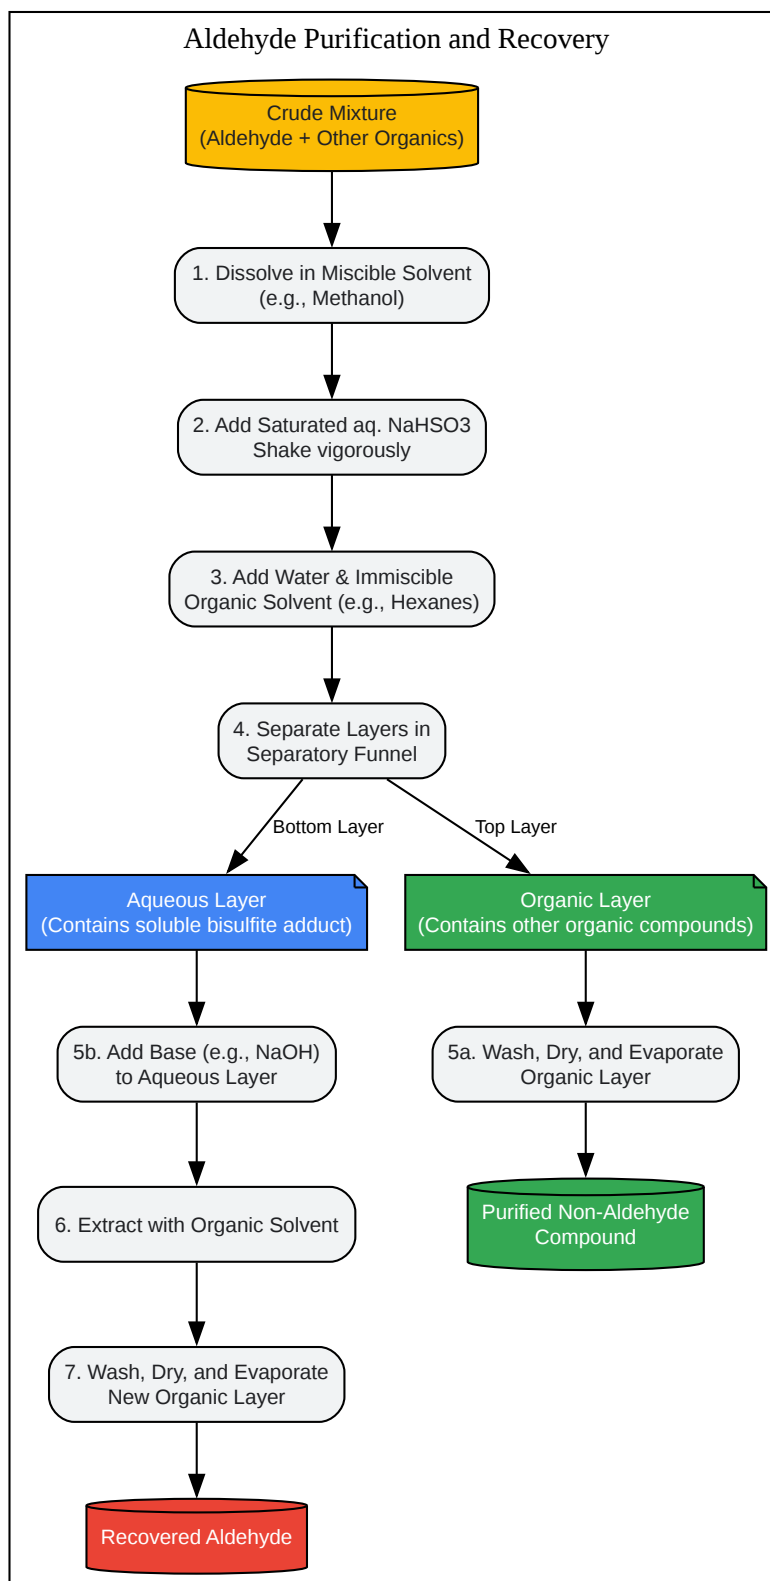 Aldehyde Purification and Recovery
Crude Mixture
(Aldehyde + Other Organics)
1. Dissolve in Miscible Solvent
(e.g., Methanol)
2. Add Saturated aq. NaHSO3
Shake vigorously
3. Add Water & Immiscible
Organic Solvent (e.g., Hexanes)
4. Separate Layers in
Separatory Funnel
Bottom Layer
Top Layer
Aqueous Layer
(Contains soluble bisulfite adduct)
Organic Layer
(Contains other organic compounds)
5b. Add Base (e.g., NaOH)
to Aqueous Layer
5a. Wash, Dry, and Evaporate
Organic Layer
6. Extract with Organic Solvent
Purified Non-Aldehyde
Compound
7. Wash, Dry, and Evaporate
New Organic Layer
Recovered Aldehyde